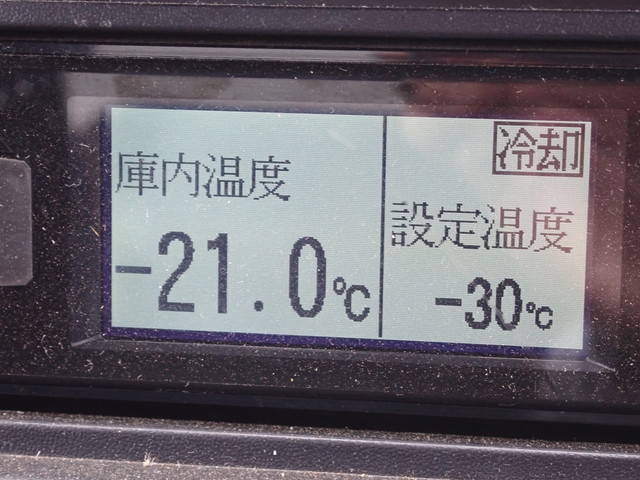 庫内温度
-21.0℃
冷却
設定温度
-30℃